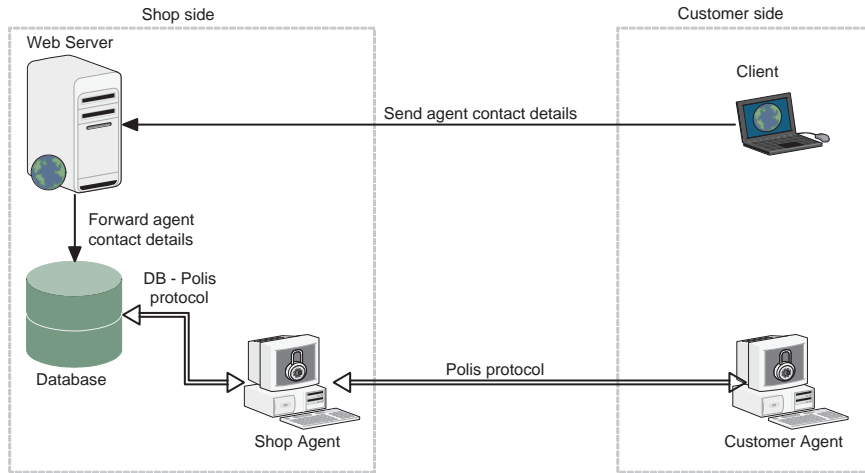 Shop side
Customer side
Web Server
Client
Send agent contact details
Forward agent
contact details
DB - Polis
protocol
Polis protocol
Database
Shop Agent
Customer Agent